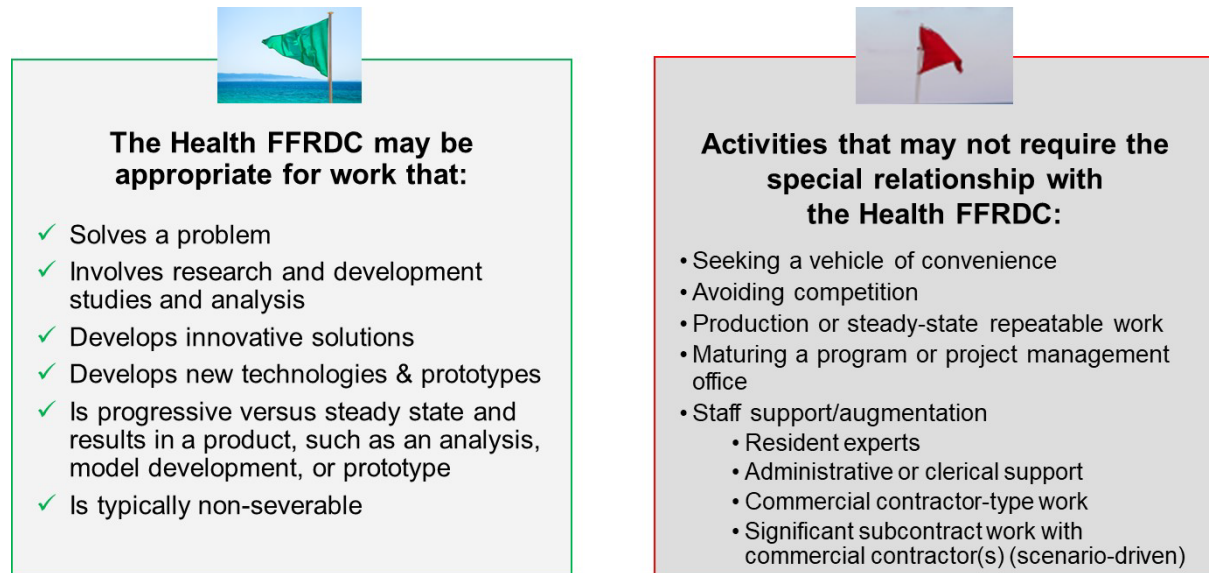 The Health FFRDC may be
appropriate for work that:
✓ Solves a problem
✓ Involves research and development
studies and analysis
✓ Develops innovative solutions
✓ Develops new technologies & prototypes
✓ Is progressive versus steady state and
results in a product, such as an analysis,
model development, or prototype
✓ Is typically non-severable
Activities that may not require the
special relationship with
the Health FFRDC:
• Seeking a vehicle of convenience
• Avoiding competition
• Production or steady-state repeatable work
• Maturing a program or project management
office
• Staff support/augmentation
• Resident experts
• Administrative or clerical support
• Commercial contractor-type work
• Significant subcontract work with
commercial contractor(s) (scenario-driven)